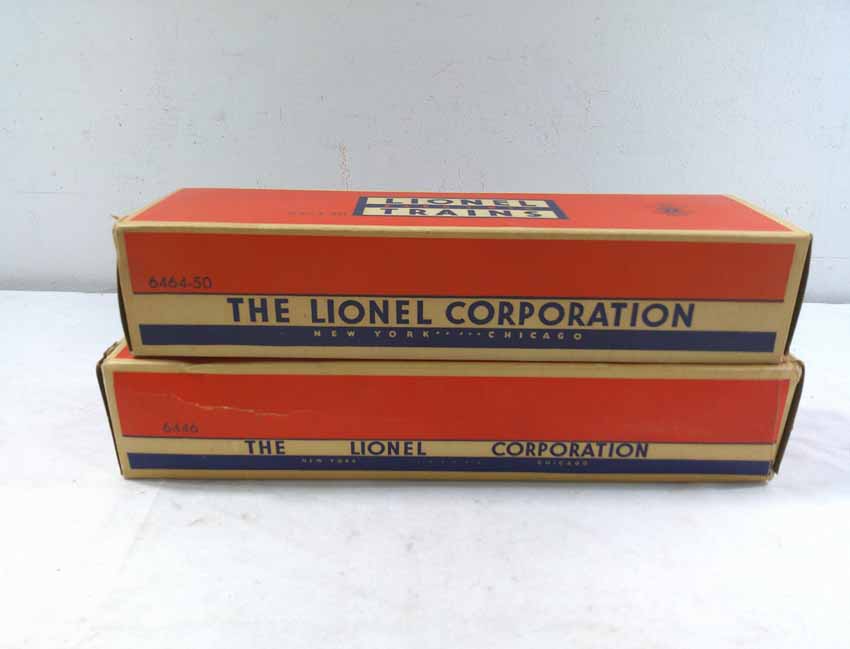 LIONEL
TRAINS
6464-50
THE LIONEL CORPORATION
NEW YORK CHICAGO
6446
THE LIONEL CORPORATION
NEW YORK CHICAGO